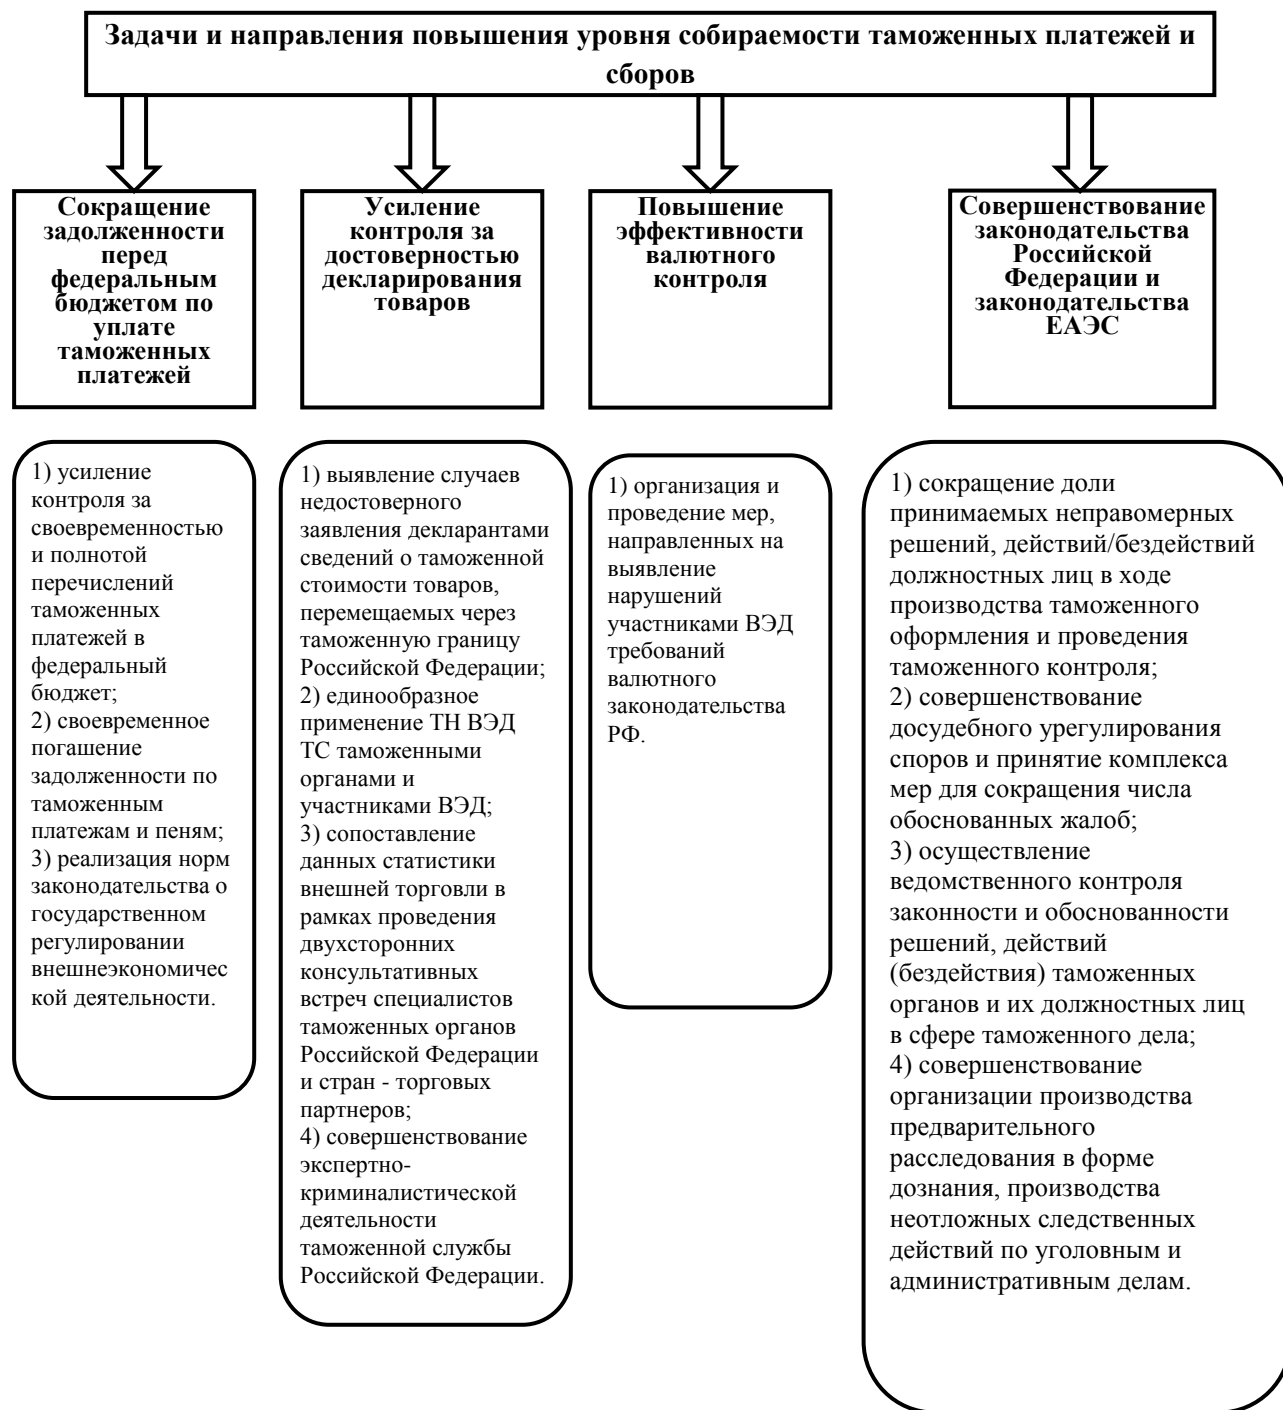 Задачи и направления повышения уровня собираемости таможенных платежей и
сборов
Сокращение
задолженности
перед
федеральным
бюджетом по
уплате
таможенных
платежей
Усиление
контроля за
достоверностью
декларирования
товаров
Повышение
эффективности
валютного
контроля
Совершенствование
законодательства
Российской
Федерации и
законодательства
ЕАЭС
1) усиление
контроля за
своевременностью
и полнотой
перечислений
таможенных
платежей в
федеральный
бюджет;
2) своевременное
погашение
задолженности по
таможенным
платежам и пеням;
3) реализация норм
законодательства о
государственном
регулировании
внешнеэкономичес
кой деятельности.
1) выявление случаев
недостоверного
заявления декларантами
сведений о таможенной
стоимости товаров,
перемещаемых через
таможенную границу
Российской Федерации;
2) единообразное
применение ТН ВЭД
ТС таможенными
органами и
участниками ВЭД;
3) сопоставление
данных статистики
внешней торговли в
рамках проведения
двухсторонних
консультативных
встреч специалистов
таможенных органов
Российской Федерации
и стран - торговых
партнеров;
4) совершенствование
экспертно-
криминалистической
деятельности
таможенной службы
Российской Федерации.
1) организация и
проведение мер,
направленных на
выявление
нарушений
участниками ВЭД
требований
валютного
законодательства
РФ.
1) сокращение доли
принимаемых неправомерных
решений, действий/бездействий
должностных лиц в ходе
производства таможенного
оформления и проведения
таможенного контроля;
2) совершенствование
досудебного урегулирования
споров и принятие комплекса
мер для сокращения числа
обоснованных жалоб;
3) осуществление
ведомственного контроля
законности и обоснованности
решений, действий
(бездействия) таможенных
органов и их должностных лиц
в сфере таможенного дела;
4) совершенствование
организации производства
предварительного
расследования в форме
дознания, производства
неотложных следственных
действий по уголовным и
административным делам.